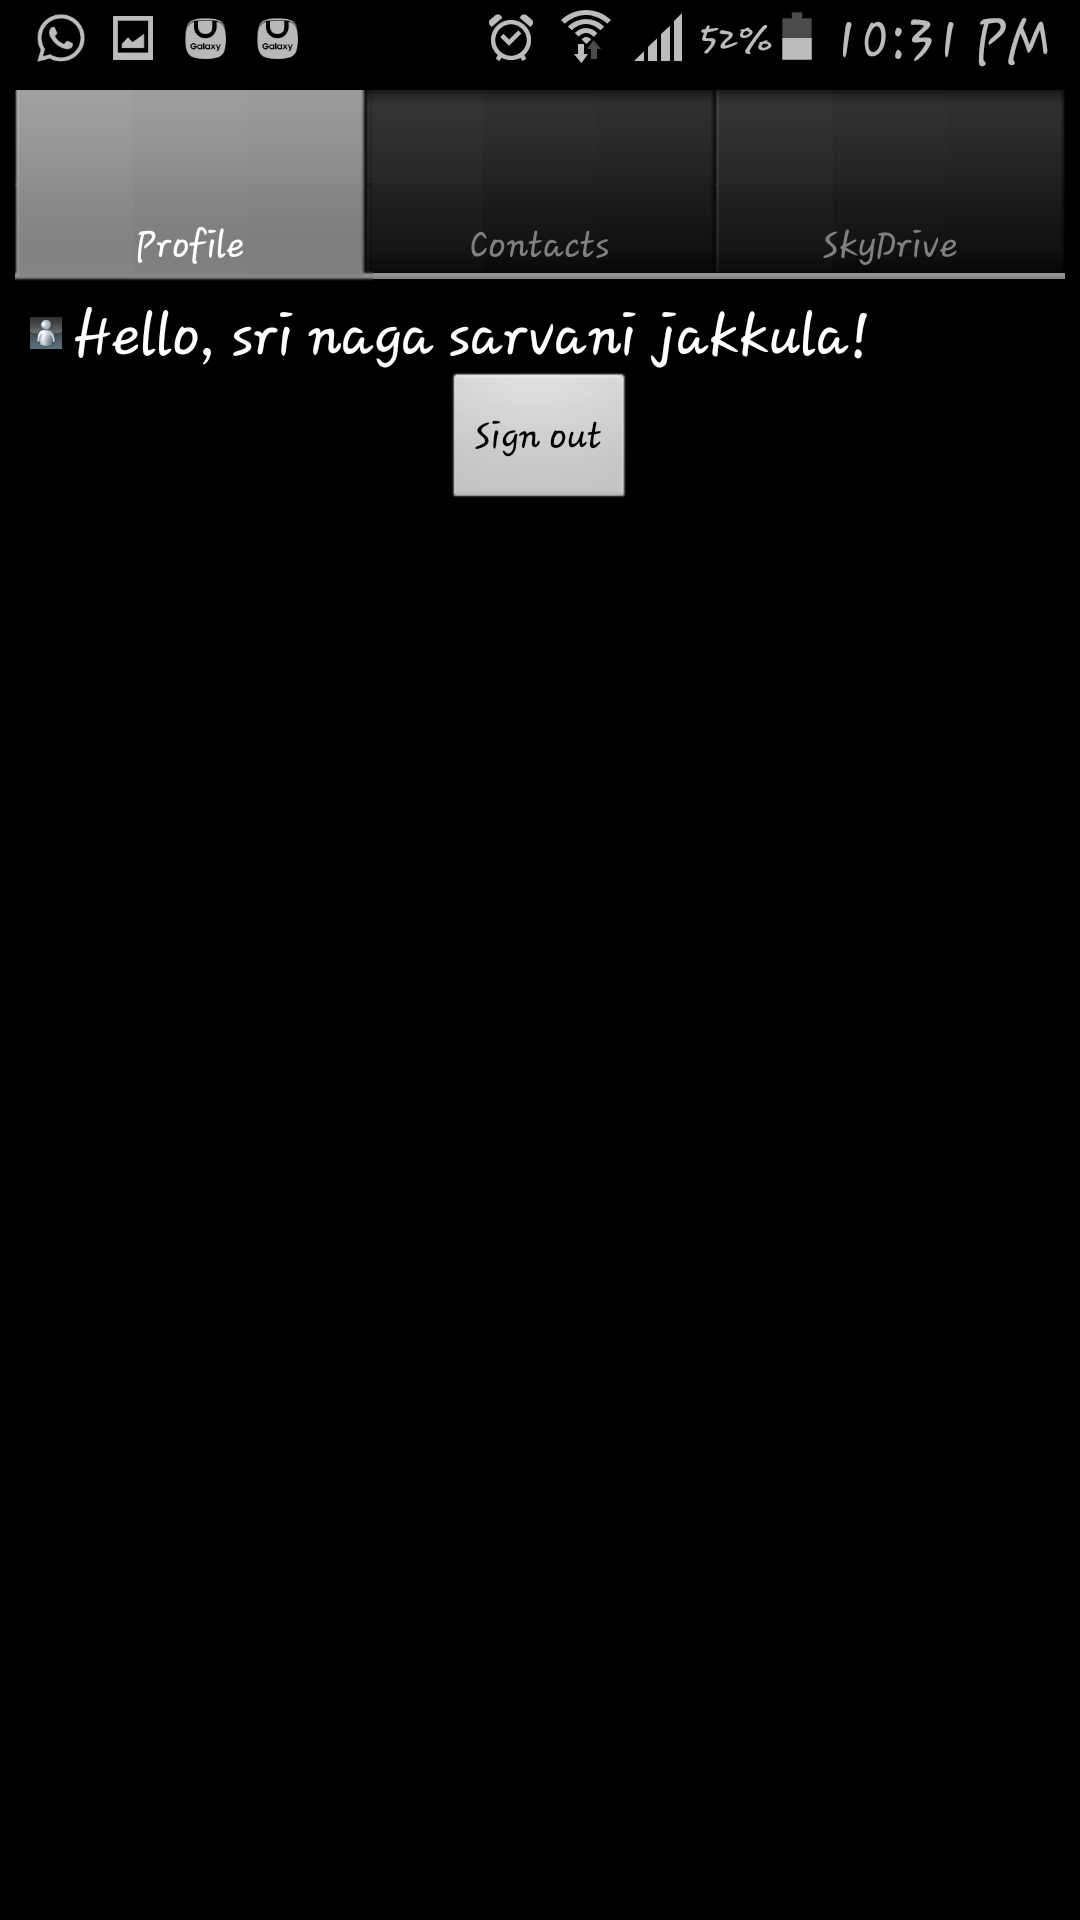 Galaxy Galaxy 52% 10:31 PM
Profile Contacts SkyDrive
Hello, sri naga sarvani jakkula!
Sign out